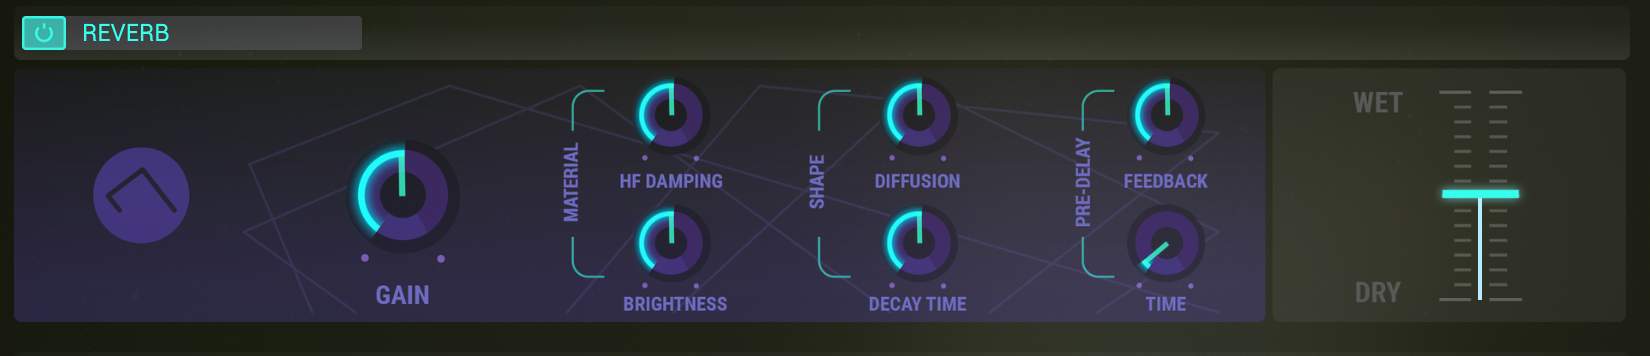 REVERB
GAIN
MATERIAL
HF DAMPING
BRIGHTNESS
SHAPE
DIFFUSION
DECAY TIME
PRE-DELAY
FEEDBACK
TIME
WET
DRY